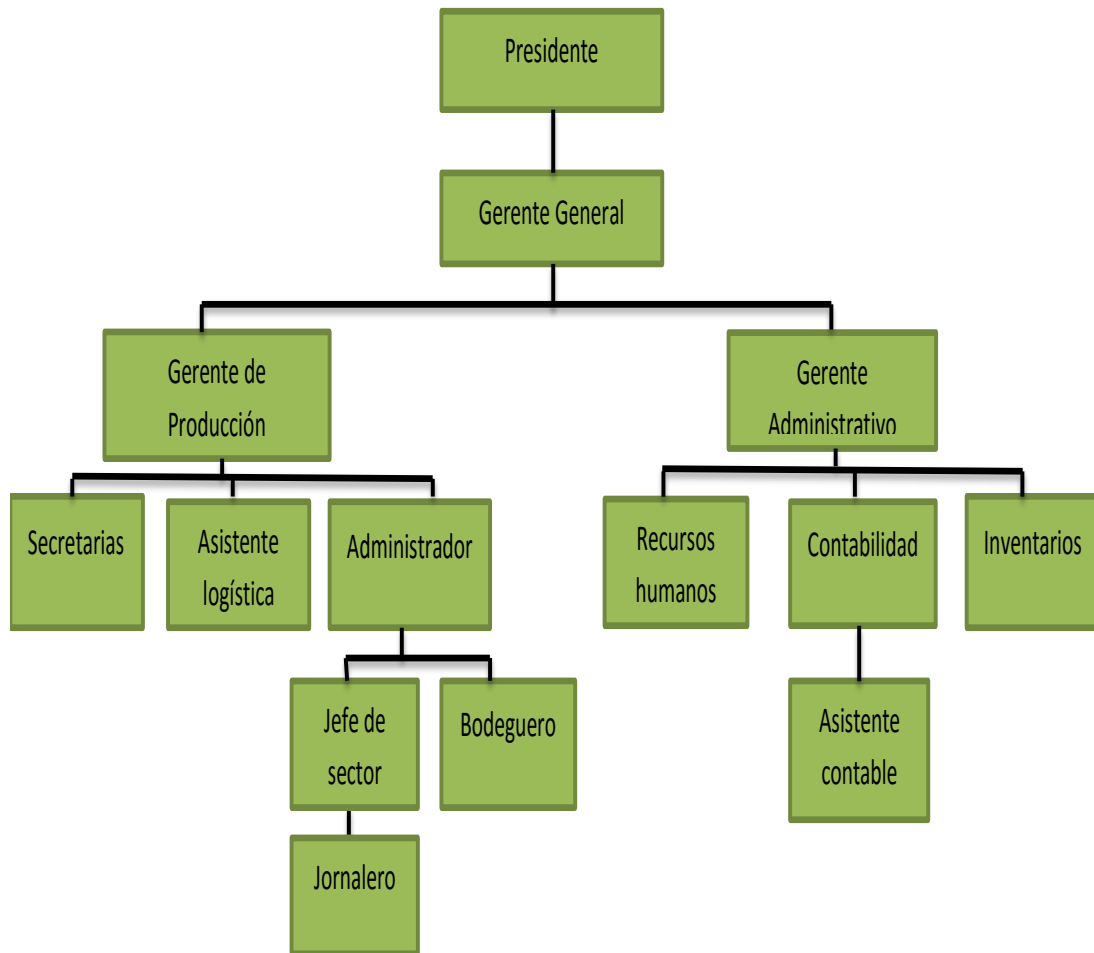 Presidente
Gerente General
Gerente de
Producción
Gerente
Administrativo
Secretarias
Asistente
logística
Administrador
Recursos
humanos
Contabilidad
Inventarios
Jefe de
sector
Bodeguero
Asistente
contable
Jornalero